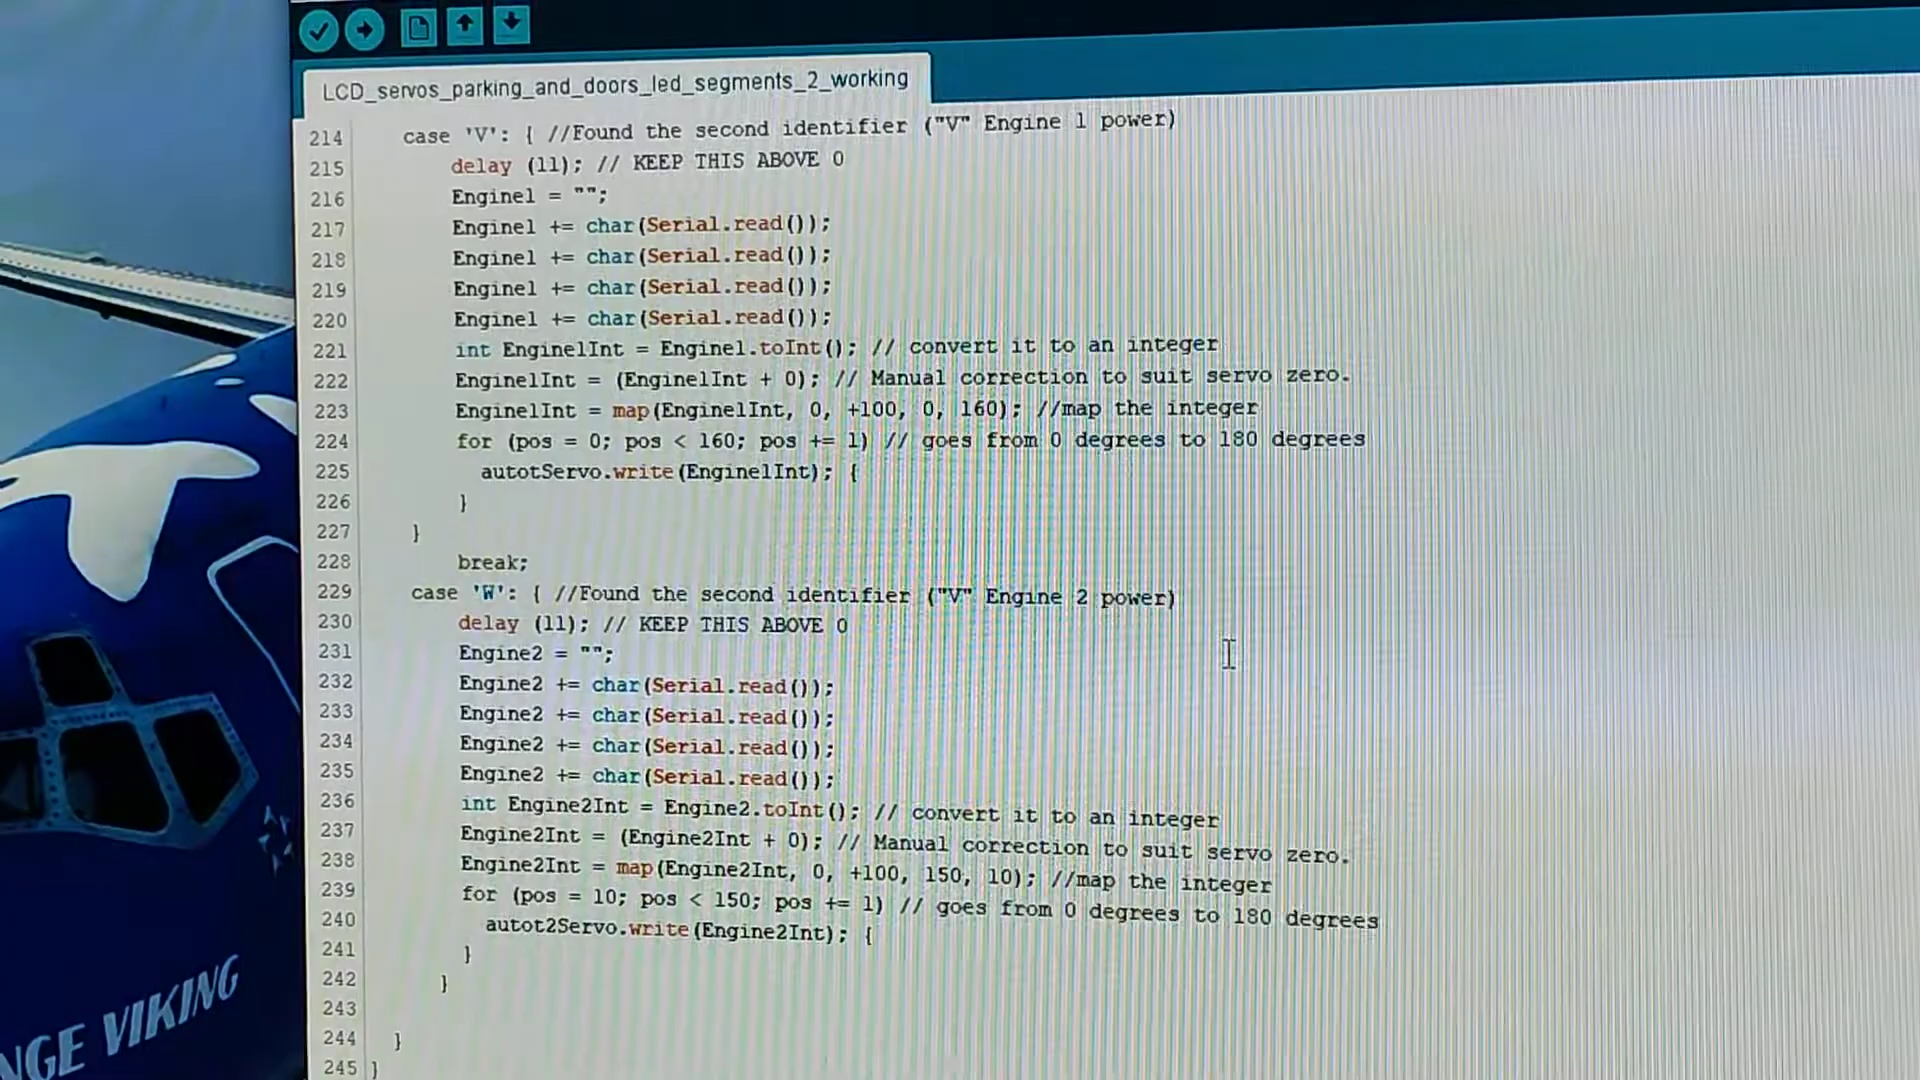 LCD_servos_parking_and_doors_led_segments_2_working
214 case 'V': { //Found the second identifier ("V" Engine 1 power)
215 delay (11); // KEEP THIS ABOVE 0
216 Engine1 = "";
217 Engine1 += char(Serial.read());
218 Engine1 += char(Serial.read());
219 Engine1 += char(Serial.read());
220 Engine1 += char(Serial.read());
221 int Engine1Int = Engine1.toInt(); // convert it to an integer
222 Engine1Int = (Engine1Int + 0); // Manual correction to suit servo zero.
223 Engine1Int = map(Engine1Int, 0, +100, 0, 160); //map the integer
224 for (pos = 0; pos < 160; pos += 1) // goes from 0 degrees to 180 degrees
225 autotServo.write(Engine1Int); {
226 }
227 }
228 break;
229 case 'W': { //Found the second identifier ("V" Engine 2 power)
230 delay (11); // KEEP THIS ABOVE 0
231 Engine2 = "";
232 Engine2 += char(Serial.read());
233 Engine2 += char(Serial.read());
234 Engine2 += char(Serial.read());
235 Engine2 += char(Serial.read());
236 int Engine2Int = Engine2.toInt(); // convert it to an integer
237 Engine2Int = (Engine2Int + 0); // Manual correction to suit servo zero.
238 Engine2Int = map(Engine2Int, 0, +100, 150, 10); //map the integer
239 for (pos = 10; pos < 150; pos += 1) // goes from 0 degrees to 180 degrees
240 autot2Servo.write(Engine2Int); {
241 }
242 }
243
244 }
245 }
NGE VIKING